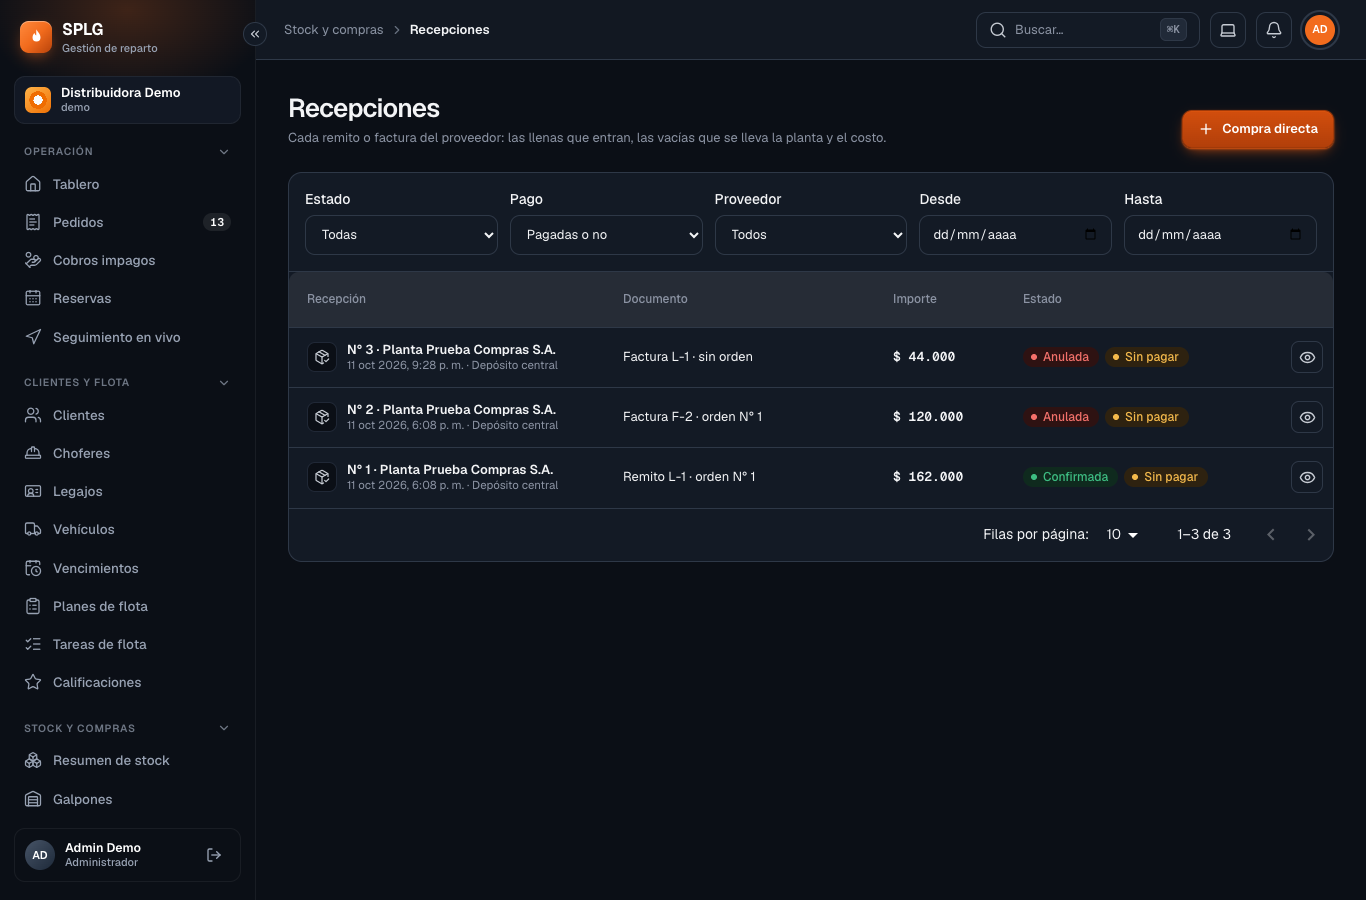 SPLG
Gestión de reparto
Distribuidora Demo
demo
OPERACIÓN
Tablero
Pedidos 13
Cobros impagos
Reservas
Seguimiento en vivo
CLIENTES Y FLOTA
Clientes
Choferes
Legajos
Vehículos
Vencimientos
Planes de flota
Tareas de flota
Calificaciones
STOCK Y COMPRAS
Resumen de stock
Galpones
AD Admin Demo
Administrador
Stock y compras Recepciones
Buscar... ⌘K
AD
Recepciones
Cada remito o factura del proveedor: las llenas que entran, las vacías que se lleva la planta y el costo.
Compra directa
Estado Pago Proveedor Desde Hasta
Todas Pagadas o no Todos dd/mm/aaaa dd/mm/aaaa
Recepción Documento Importe Estado
N° 3 · Planta Prueba Compras S.A.
11 oct 2026, 9:28 p. m. · Depósito central
Factura L-1 · sin orden $ 44.000 Anulada Sin pagar
N° 2 · Planta Prueba Compras S.A.
11 oct 2026, 6:08 p. m. · Depósito central
Factura F-2 · orden N° 1 $ 120.000 Anulada Sin pagar
N° 1 · Planta Prueba Compras S.A.
11 oct 2026, 6:08 p. m. · Depósito central
Remito L-1 · orden N° 1 $ 162.000 Confirmada Sin pagar
Filas por página: 10 1–3 de 3